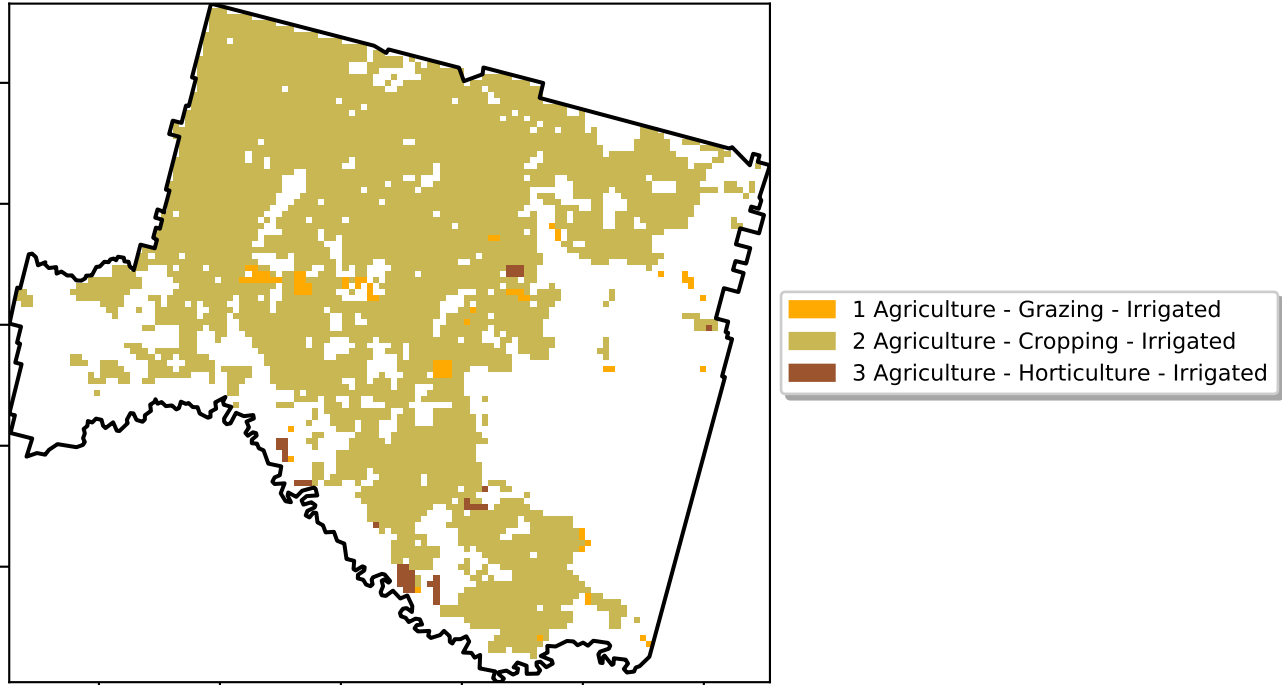 1 Agriculture - Grazing - Irrigated
2 Agriculture - Cropping - Irrigated
3 Agriculture - Horticulture - Irrigated